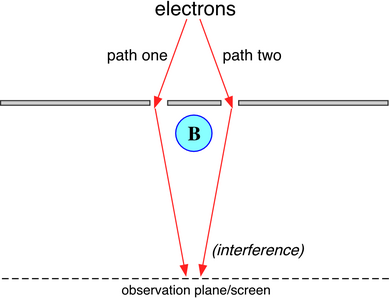 electrons
path one
path two
B
(interference)
observation plane/screen